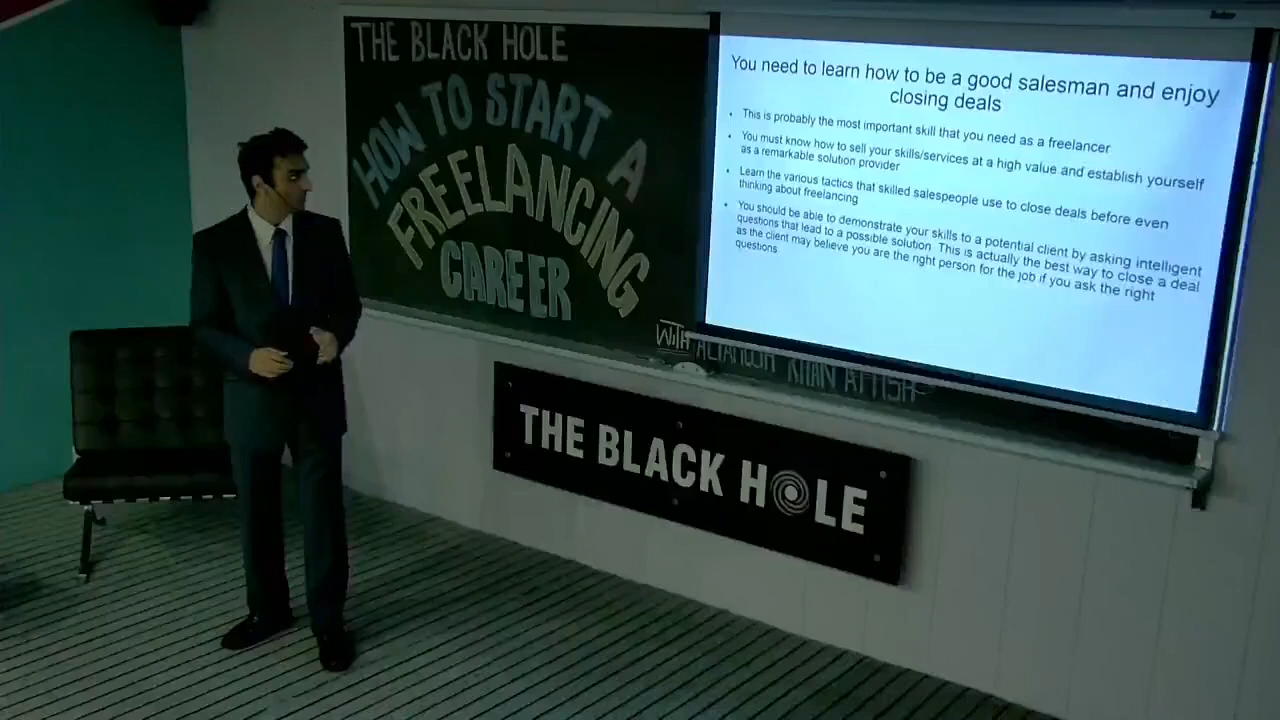 THE BLACK HOLE
HOW TO START A
FREELANCING
CAREER
You need to learn how to be a good salesman and enjoy
closing deals
• This is probably the most important skill that you need as a freelancer
• You must know how to sell your skills/services at a high value and establish yourself
as a remarkable solution provider
• Learn the various tactics that skilled salespeople use to close deals before even
thinking about freelancing
• You should be able to demonstrate your skills to a potential client by asking intelligent
questions that lead to a possible solution. This is actually the best way to close a deal
as the client may believe you are the right person for the job if you ask the right
questions
WITH KHAN ATTISH
THE BLACK HOLE